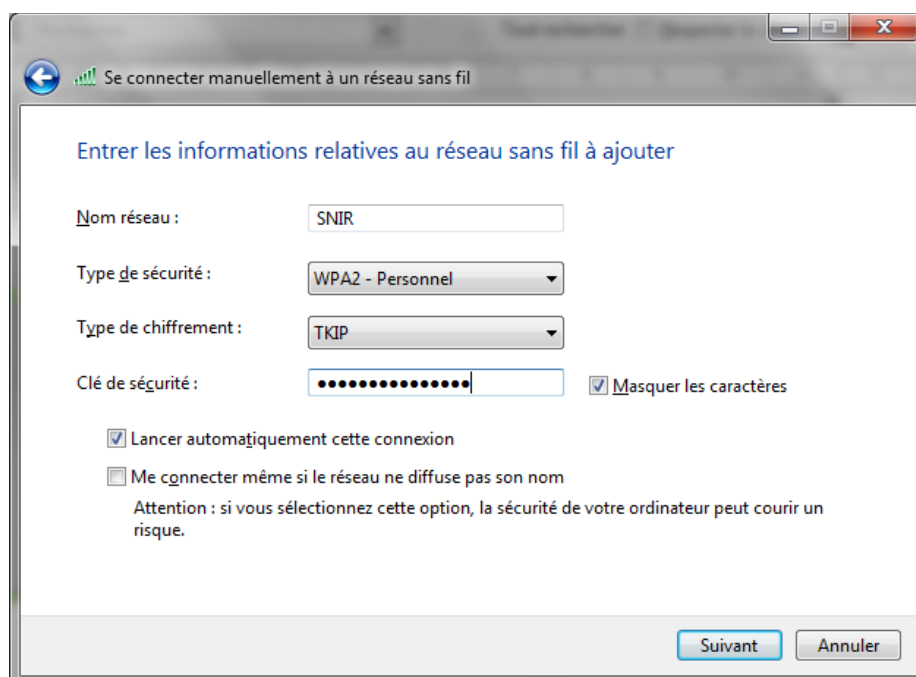 Tout rechercher
Se connecter manuellement à un réseau sans fil
Entrer les informations relatives au réseau sans fil à ajouter
Nom réseau : SNIR
Type de sécurité : WPA2 - Personnel
Type de chiffrement : TKIP
Clé de sécurité : ●●●●●●●●●●●●●●● Masquer les caractères
Lancer automatiquement cette connexion
Me connecter même si le réseau ne diffuse pas son nom
Attention : si vous sélectionnez cette option, la sécurité de votre ordinateur peut courir un
risque.
Suivant Annuler